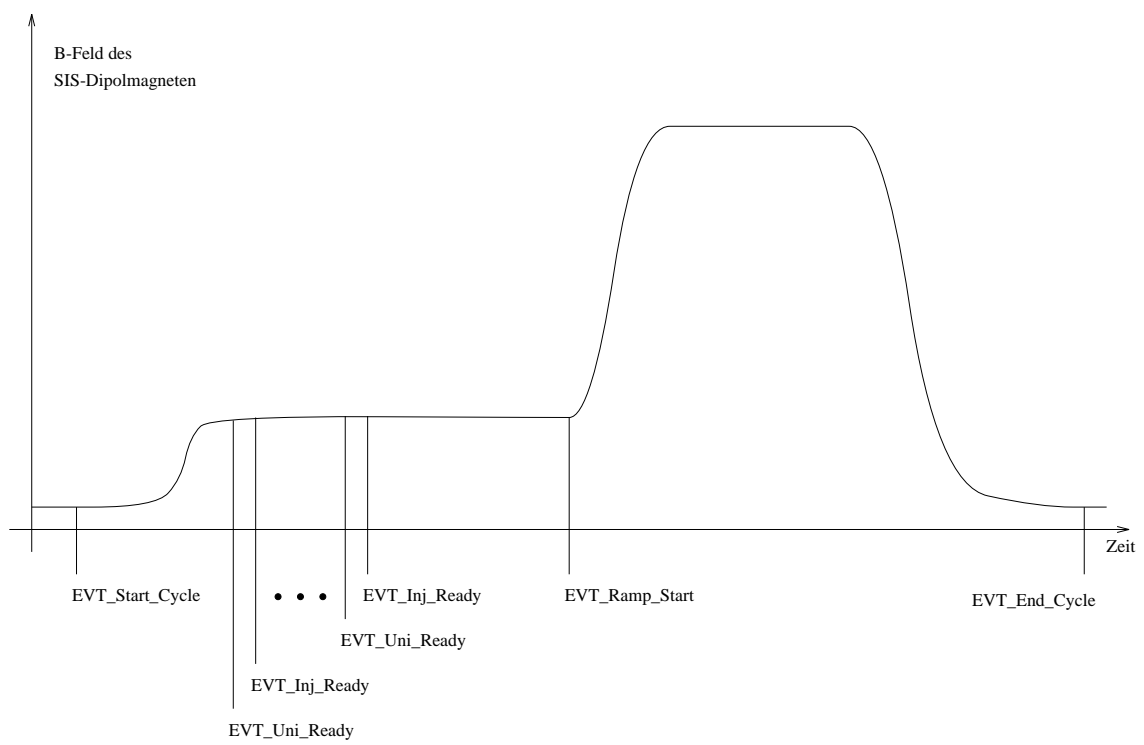 B-Feld des
SIS-Dipolmagneten
Zeit
EVT_Start_Cycle
EVT_Inj_Ready
EVT_Ramp_Start
EVT_End_Cycle
EVT_Uni_Ready
EVT_Inj_Ready
EVT_Uni_Ready